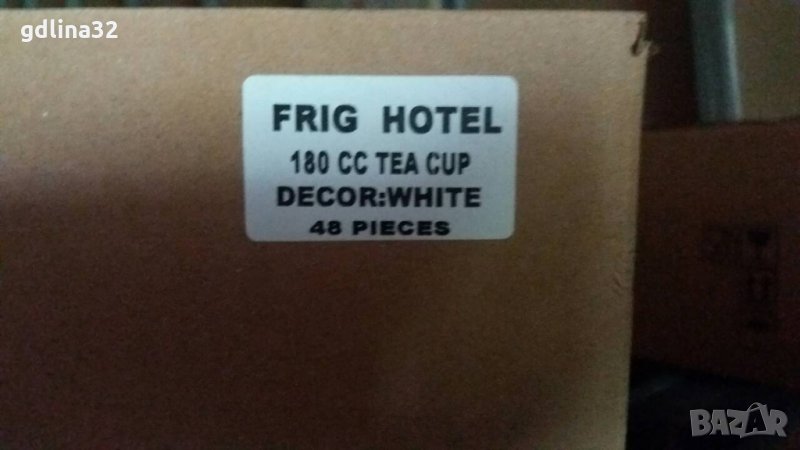 gdlina32
FRIG HOTEL
180 CC TEA CUP
DECOR:WHITE
48 PIECES
BAZAR